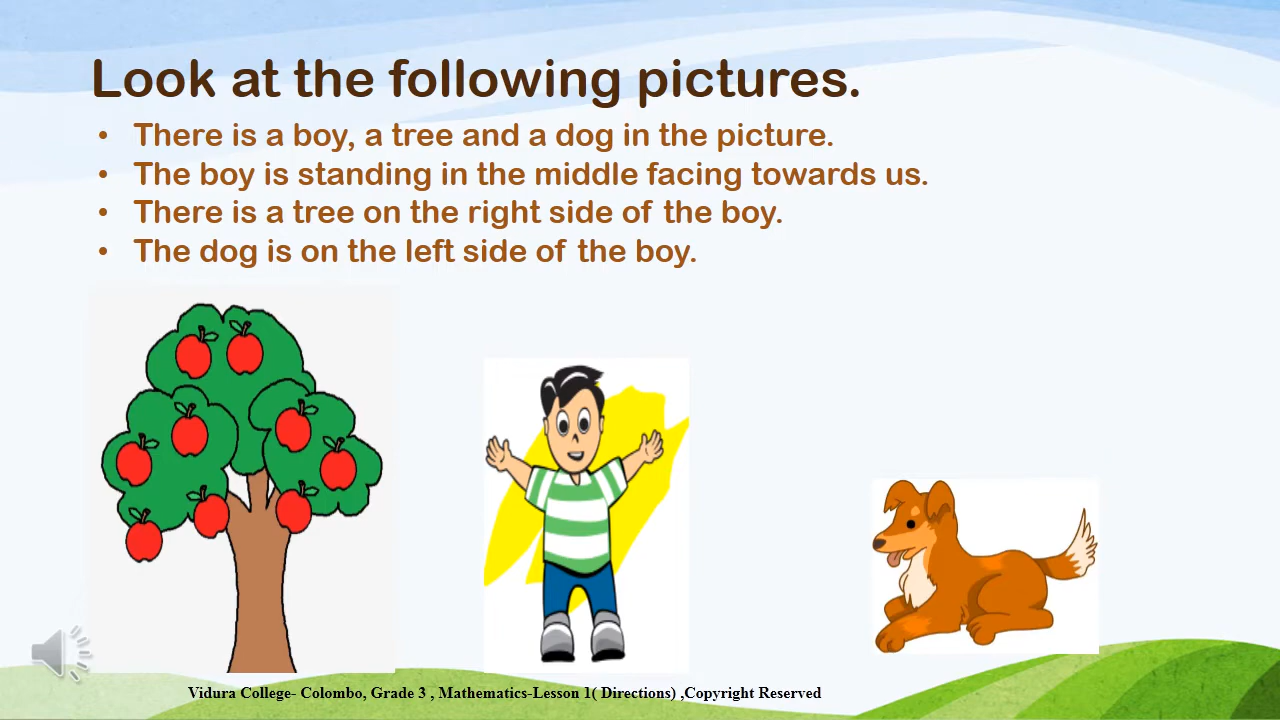 Look at the following pictures.
• There is a boy, a tree and a dog in the picture.
• The boy is standing in the middle facing towards us.
• There is a tree on the right side of the boy.
• The dog is on the left side of the boy.
Vidura College- Colombo, Grade 3 , Mathematics-Lesson 1( Directions) ,Copyright Reserved